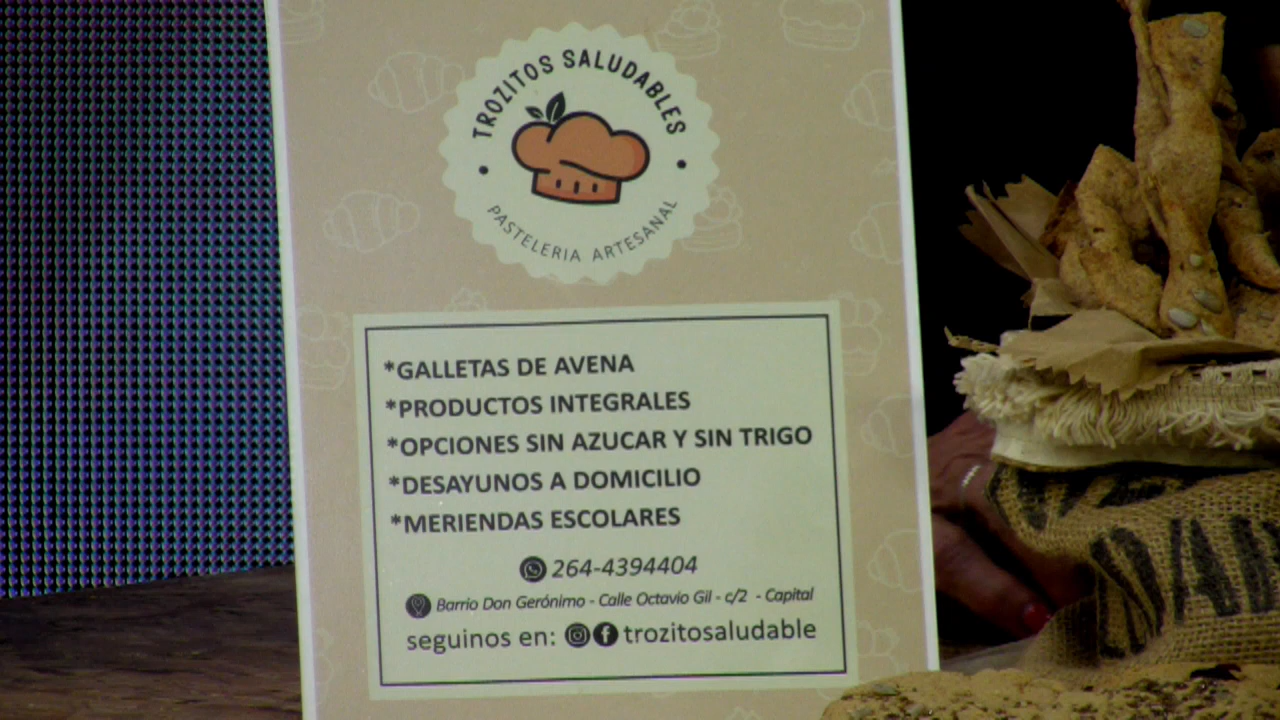 TROZITOS SALUDABLES
PASTELERIA ARTESANAL
*GALLETAS DE AVENA
*PRODUCTOS INTEGRALES
*OPCIONES SIN AZUCAR Y SIN TRIGO
*DESAYUNOS A DOMICILIO
*MERIENDAS ESCOLARES
264-4394404
Barrio Don Gerónimo - Calle Octavio Gil - c/2 - Capital
seguinos en: trozitosaludable